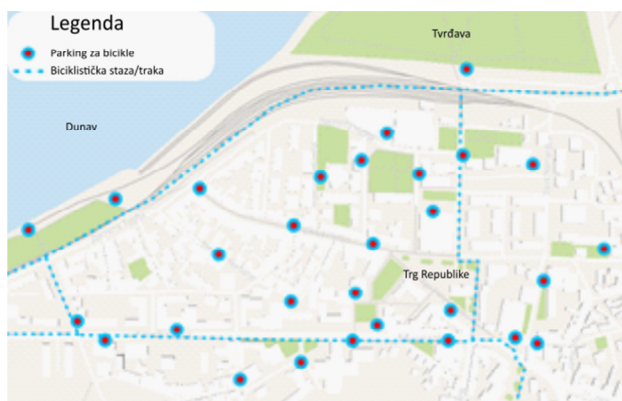 Legenda
Parking za bicikle
Biciklistička staza/traka
Tvrđava
Dunav
Trg Republike